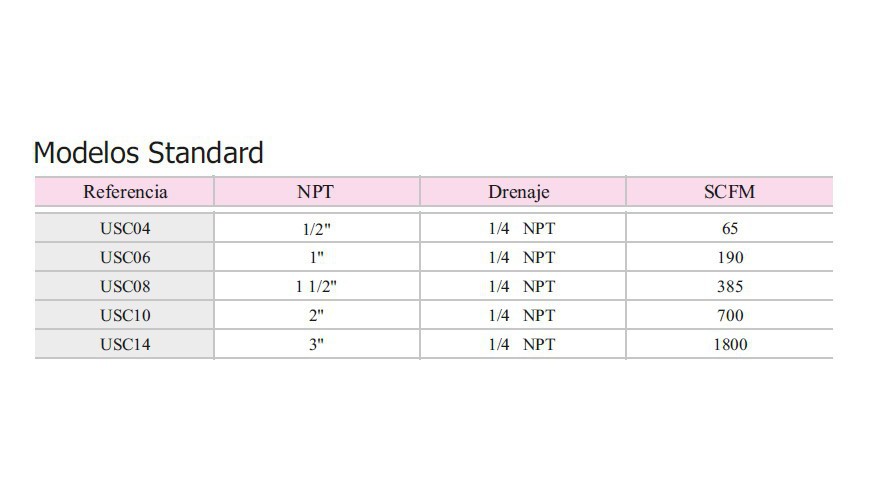 Modelos Standard
Referencia NPT Drenaje SCFM
USC04 1/2" 1/4 NPT 65
USC06 1" 1/4 NPT 190
USC08 1 1/2" 1/4 NPT 385
USC10 2" 1/4 NPT 700
USC14 3" 1/4 NPT 1800